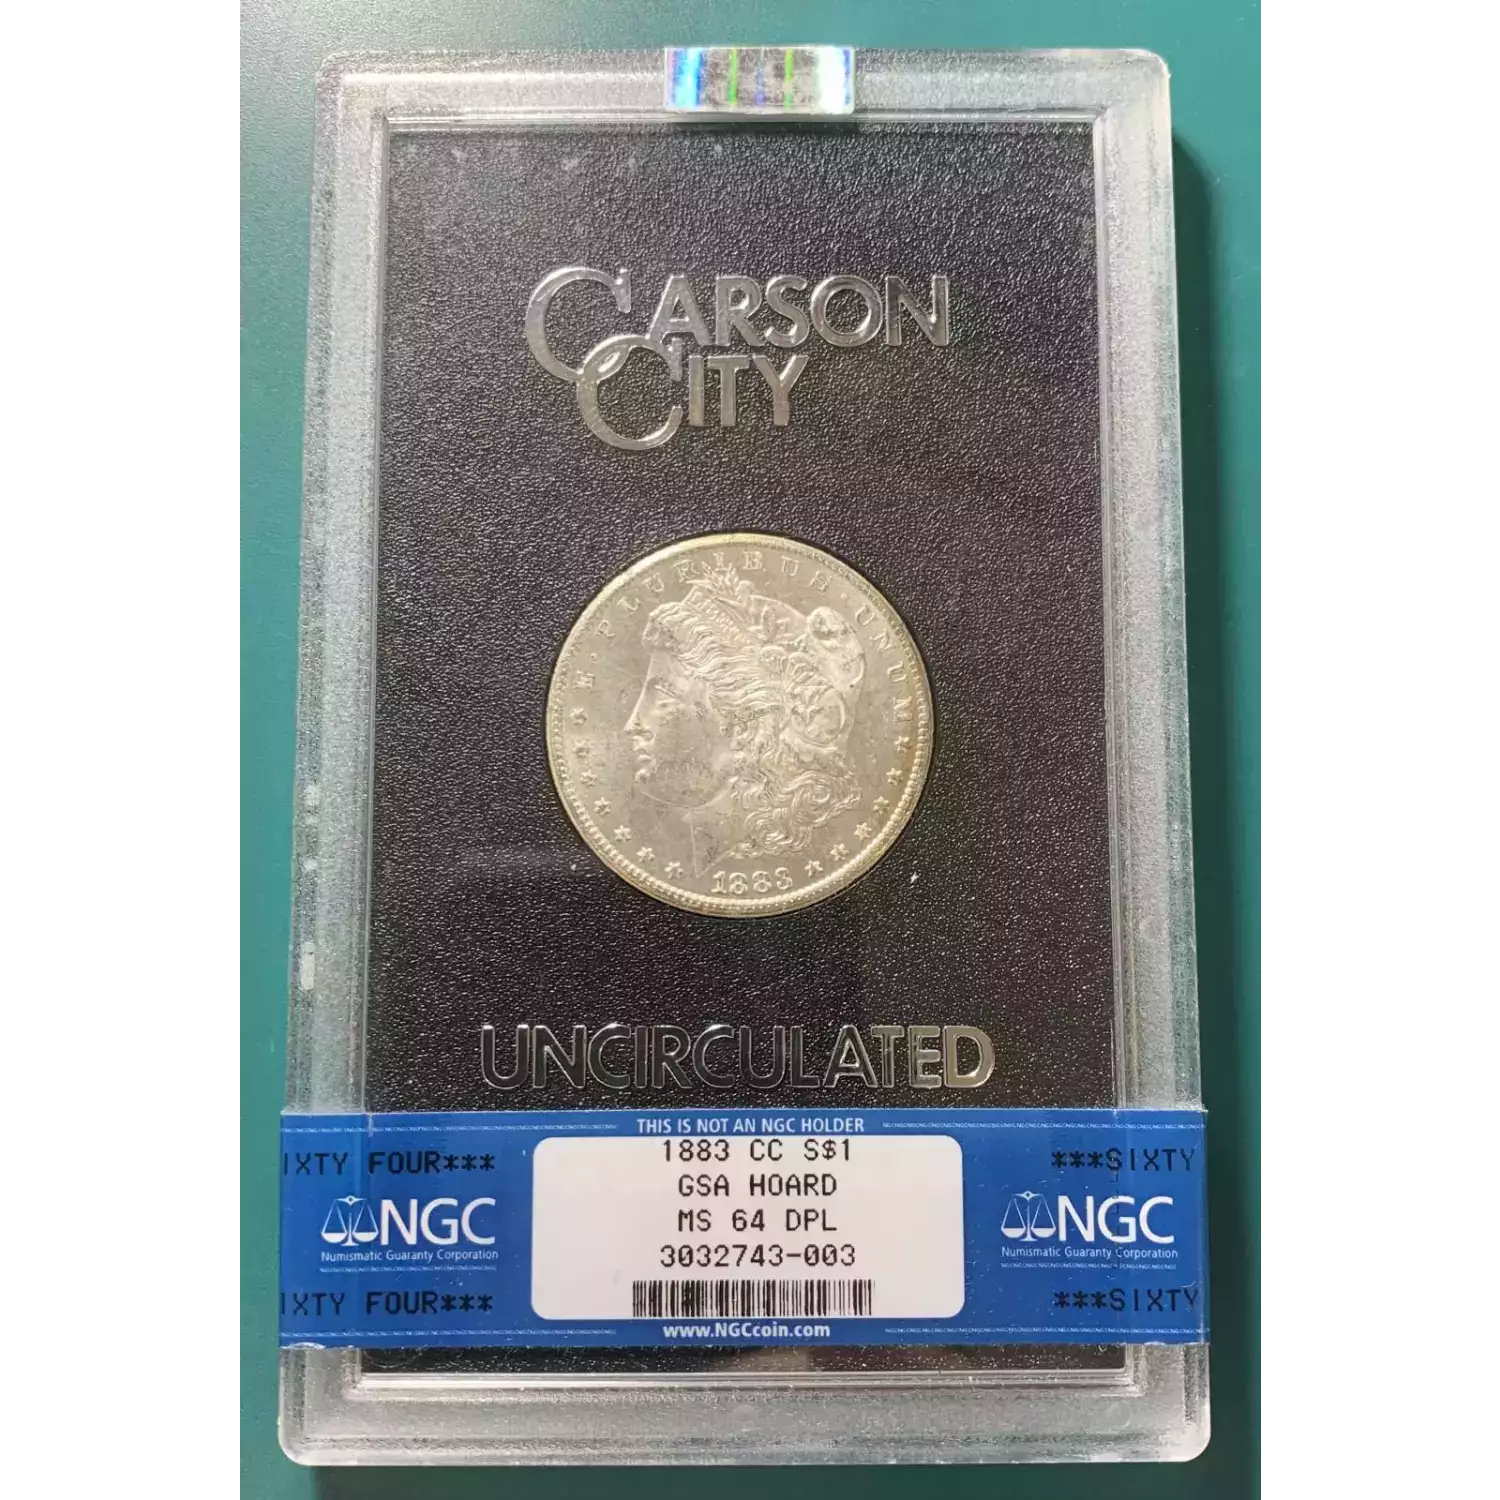 CARSON
CITY
E · PLURIBUS · UNUM
1883
UNCIRCULATED
THIS IS NOT AN NGC HOLDER
IXTY FOUR***
1883 CC S$1
***SIXTY
GSA HOARD
NGC
MS 64 DPL
NGC
Numismatic Guaranty Corporation
3032743-003
Numismatic Guaranty Corporation
IXTY FOUR***
***SIXTY
www.NGCcoin.com